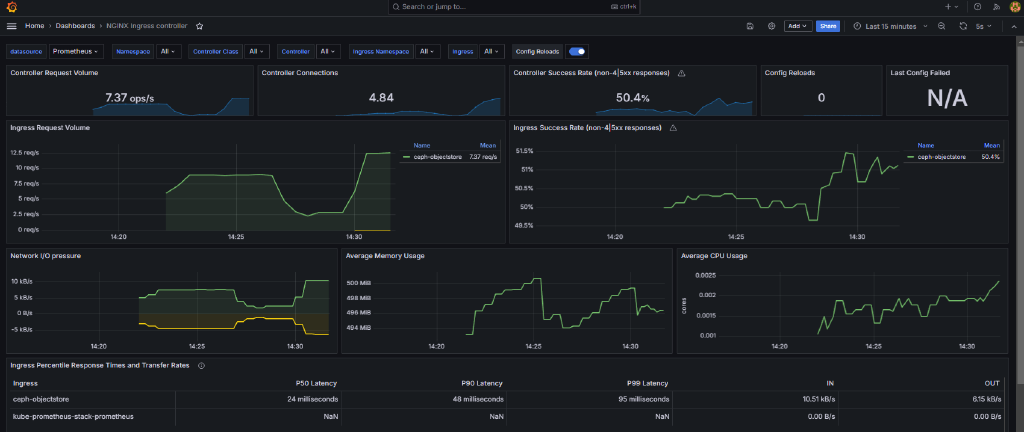 Search or jump to... ctrl+k
Home › Dashboards › NGINX Ingress controller
Add Share Last 15 minutes 5s
datasource Prometheus Namespace All Controller Class All Controller All Ingress Namespace All Ingress All Config Reloads
Controller Request Volume
7.37 ops/s
Controller Connections
4.84
Controller Success Rate (non-4|5xx responses)
50.4%
Config Reloads
0
Last Config Failed
N/A
Ingress Request Volume
12.5 req/s
10 req/s
7.5 req/s
5 req/s
2.5 req/s
0 req/s
14:20 14:25 14:30
Name Mean
ceph-objectstore 7.37 req/s
Ingress Success Rate (non-4|5xx responses)
51.5%
51%
50.5%
50%
49.5%
14:20 14:25 14:30
Name Mean
ceph-objectstore 50.4%
Network I/O pressure
10 kB/s
5 kB/s
0 B/s
-5 kB/s
14:20 14:25 14:30
Average Memory Usage
500 MiB
498 MiB
496 MiB
494 MiB
14:20 14:25 14:30
Average CPU Usage
cores
0.0025
0.002
0.0015
0.001
14:20 14:25 14:30
Ingress Percentile Response Times and Transfer Rates
Ingress P50 Latency P90 Latency P99 Latency IN OUT
ceph-objectstore 24 milliseconds 48 milliseconds 95 milliseconds 10.51 kB/s 6.15 kB/s
kube-prometheus-stack-prometheus NaN NaN NaN 0.00 B/s 0.00 B/s